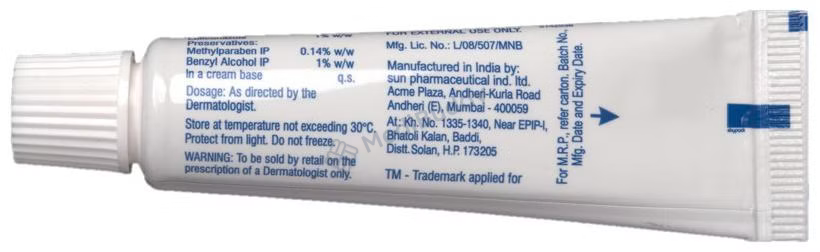 1% w/w
Preservatives:
Methylparaben IP 0.14% w/w
Benzyl Alcohol IP 1% w/w
In a cream base q.s.
Dosage: As directed by the
Dermatologist.
Store at temperature not exceeding 30°C.
Protect from light. Do not freeze.
WARNING: To be sold by retail on the
prescription of a Dermatologist only.
FOR EXTERNAL USE ONLY.
Mfg. Lic. No.: L/08/507/MNB
Manufactured in India by:
sun pharmaceutical ind. ltd.
Acme Plaza, Andheri-Kurla Road
Andheri (E), Mumbai - 400059
At: Kh. No. 1335-1340, Near EPIP-I,
Bhatoli Kalan, Baddi,
Distt. Solan, H.P. 173205
TM - Trademark applied for
For M.R.P., refer carton. Batch No.,
Mfg. Date and Expiry Date.